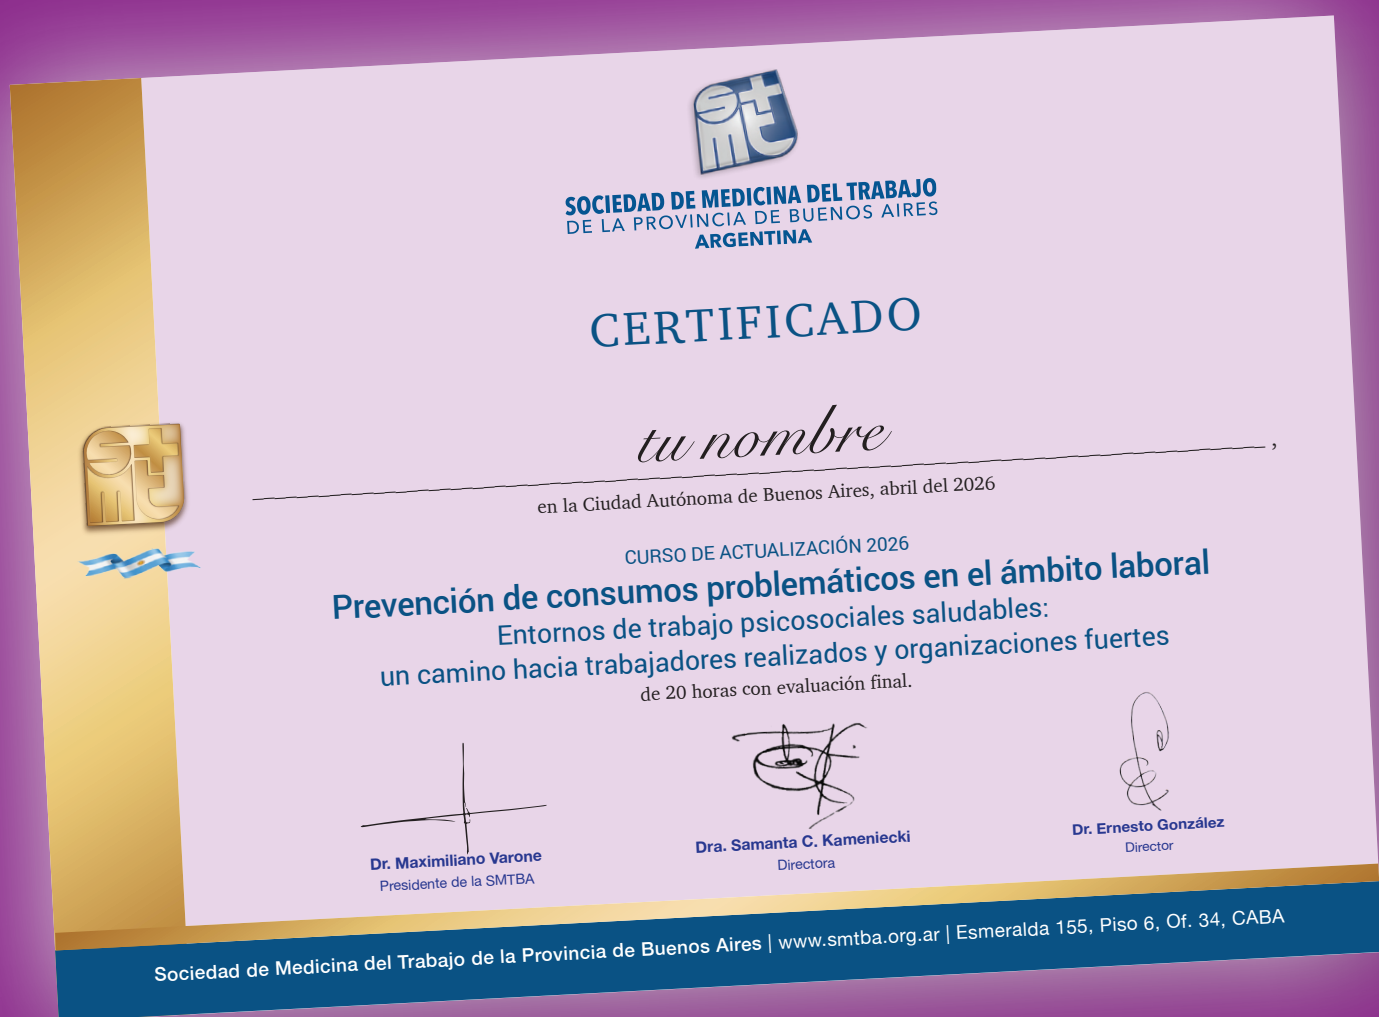 SOCIEDAD DE MEDICINA DEL TRABAJO
DE LA PROVINCIA DE BUENOS AIRES
ARGENTINA
CERTIFICADO
tu nombre
,
en la Ciudad Autónoma de Buenos Aires, abril del 2026
CURSO DE ACTUALIZACIÓN 2026
Prevención de consumos problemáticos en el ámbito laboral
Entornos de trabajo psicosociales saludables:
un camino hacia trabajadores realizados y organizaciones fuertes
de 20 horas con evaluación final.
Dr. Maximiliano Varone
Presidente de la SMTBA
Dra. Samanta C. Kameniecki
Directora
Dr. Ernesto González
Director
Sociedad de Medicina del Trabajo de la Provincia de Buenos Aires | www.smtba.org.ar | Esmeralda 155, Piso 6, Of. 34, CABA